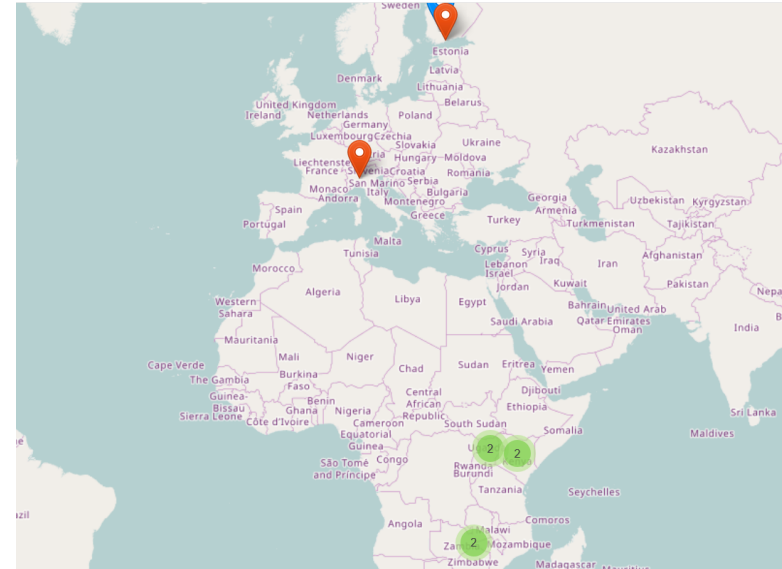 Sweden
Estonia
Latvia
Denmark
Lithuania
United Kingdom
Belarus
Ireland
Netherlands
Poland
Germany
Luxembourg
Czechia
Ukraine
Slovakia
Kazakhstan
Hungary
Moldova
France
Croatia
Romania
San Marino
Serbia
Monaco
Italy
Bulgaria
Andorra
Montenegro
Georgia
Uzbekistan
Kyrgyzstan
Spain
Greece
Armenia
Portugal
Turkey
Turkmenistan
Tajikistan
Malta
Tunisia
Cyprus
Syria
Afghanistan
Lebanon
Iraq
Iran
Morocco
Israel
Jordan
Kuwait
Pakistan
Algeria
Libya
Egypt
Western
Sahara
Bahrain
United Arab
Emirates
Saudi Arabia
Qatar
Oman
India
Mauritania
Mali
Niger
Chad
Sudan
Eritrea
Yemen
Cape Verde
The Gambia
Burkina
Faso
Djibouti
Guinea-
Bissau
Benin
Central
African
Republic
Ethiopia
Ghana
Nigeria
Sierra Leone
Côte d'Ivoire
Cameroon
South Sudan
Somalia
Sri Lanka
Maldives
Equatorial
Guinea
2
2
Congo
São Tomé
and Príncipe
Rwanda
Burundi
Tanzania
Seychelles
Angola
Comoros
Malawi
2
Mozambique
Zimbabwe
Madagascar